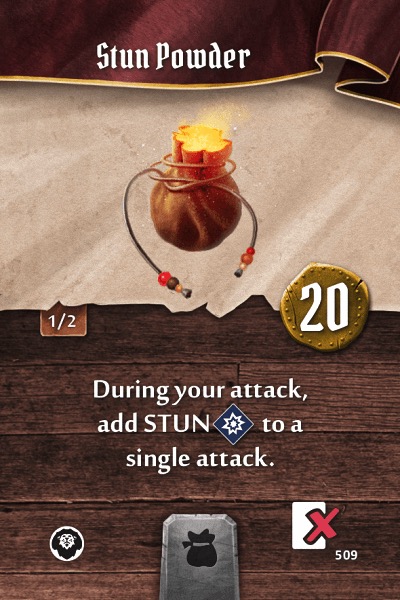 Stun Powder
1/2
20
During your attack,
add STUN to a
single attack.
509